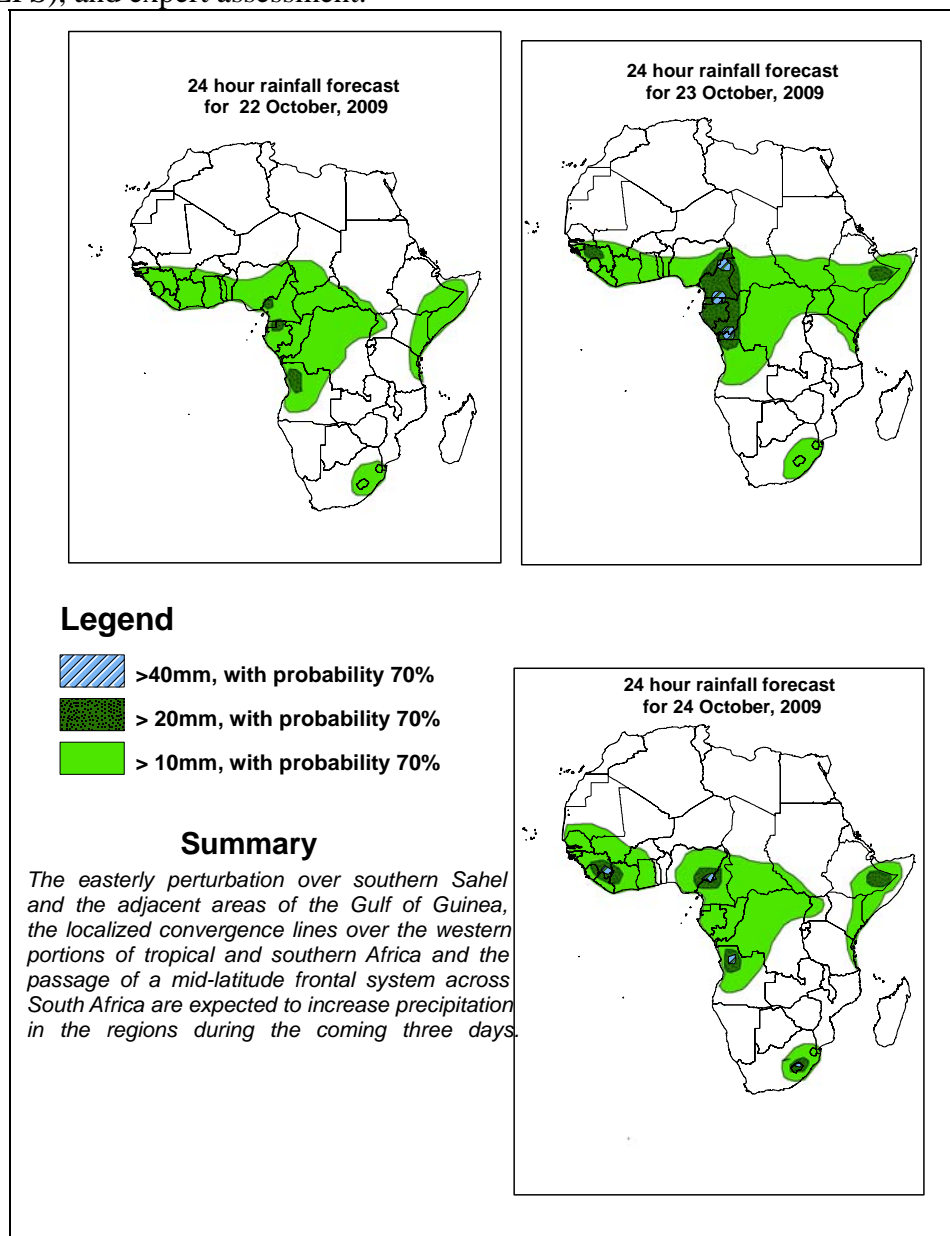 and expert assessment.
24 hour rainfall forecast
for 22 October, 2009
24 hour rainfall forecast
for 23 October, 2009
Legend
>40mm, with probability 70%
> 20mm, with probability 70%
> 10mm, with probability 70%
24 hour rainfall forecast
for 24 October, 2009
Summary
The easterly perturbation over southern Sahel
and the adjacent areas of the Gulf of Guinea,
the localized convergence lines over the western
portions of tropical and southern Africa and the
passage of a mid-latitude frontal system across
South Africa are expected to increase precipitation
in the regions during the coming three days.